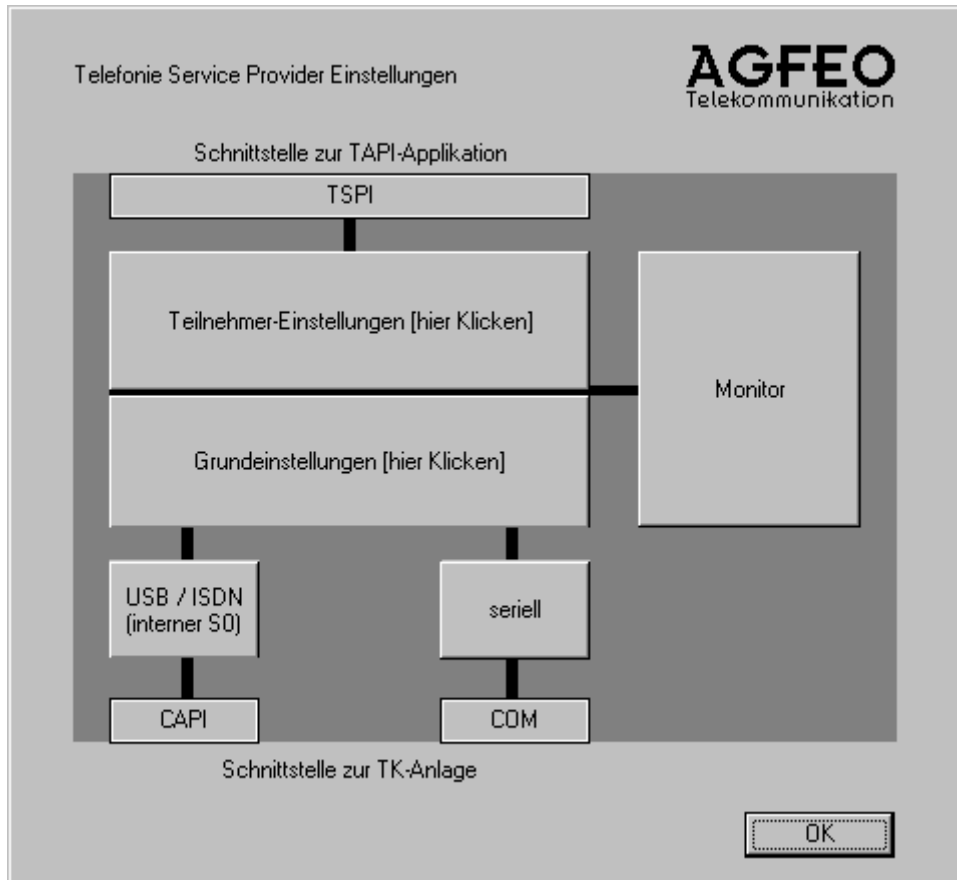 Telefonie Service Provider Einstellungen
AGFEO
Telekommunikation
Schnittstelle zur TAPI-Applikation
TSPI
Teilnehmer-Einstellungen [hier Klicken]
Monitor
Grundeinstellungen [hier Klicken]
USB / ISDN
(interner S0)
seriell
CAPI
COM
Schnittstelle zur TK-Anlage
OK